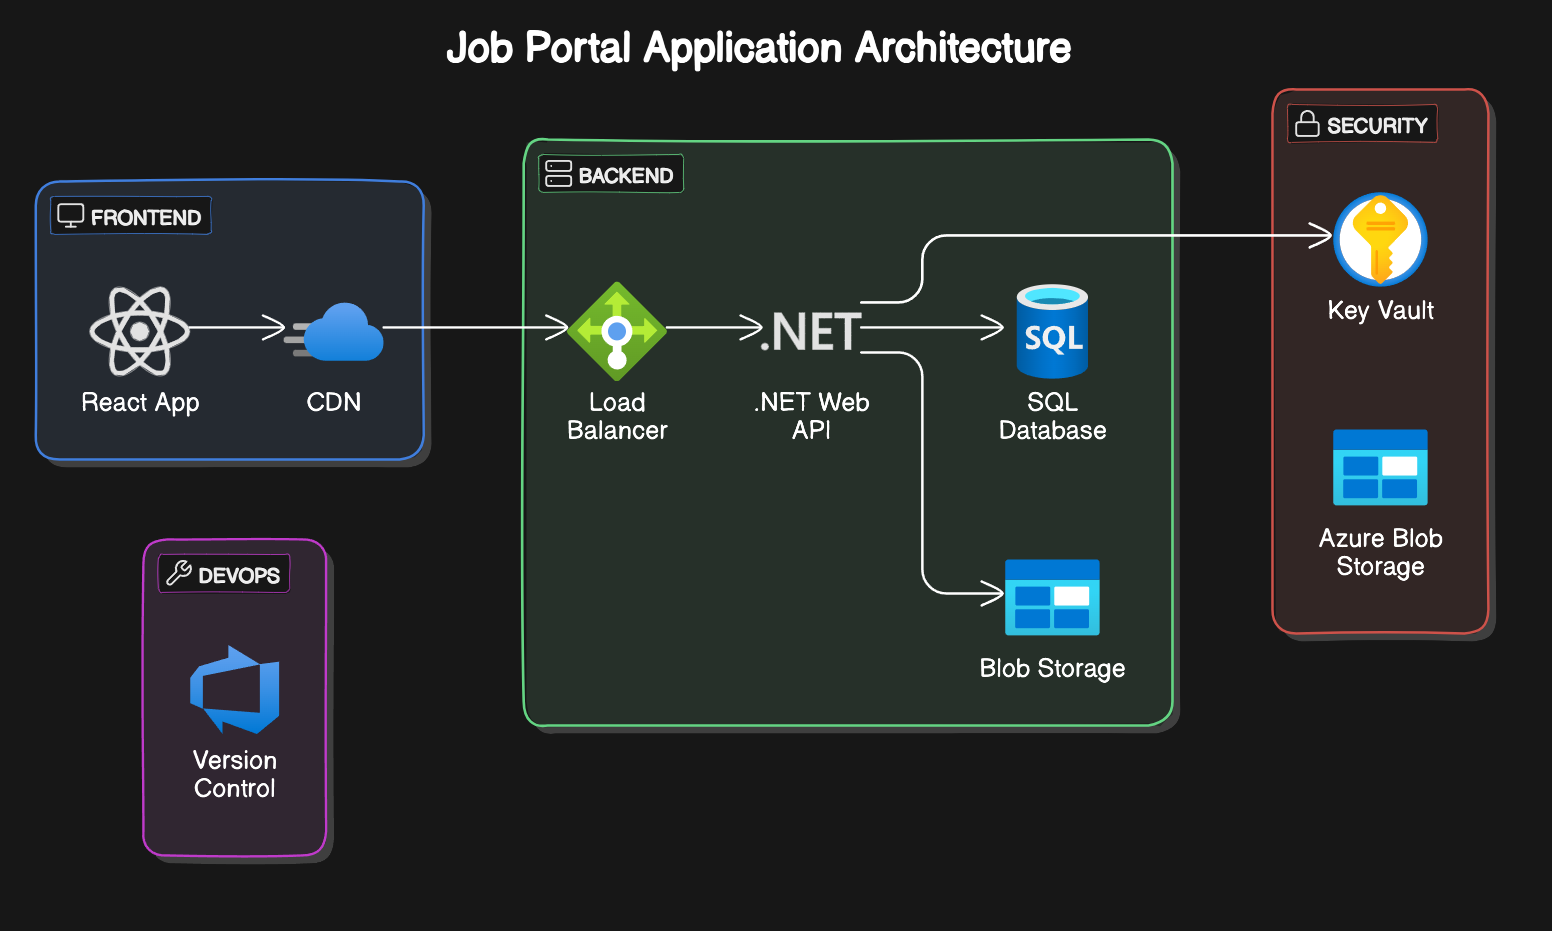 Job Portal Application Architecture
FRONTEND
React App
CDN
BACKEND
Load
Balancer
.NET
.NET Web
API
SQL
SQL
Database
Blob Storage
SECURITY
Key Vault
Azure Blob
Storage
DEVOPS
Version
Control